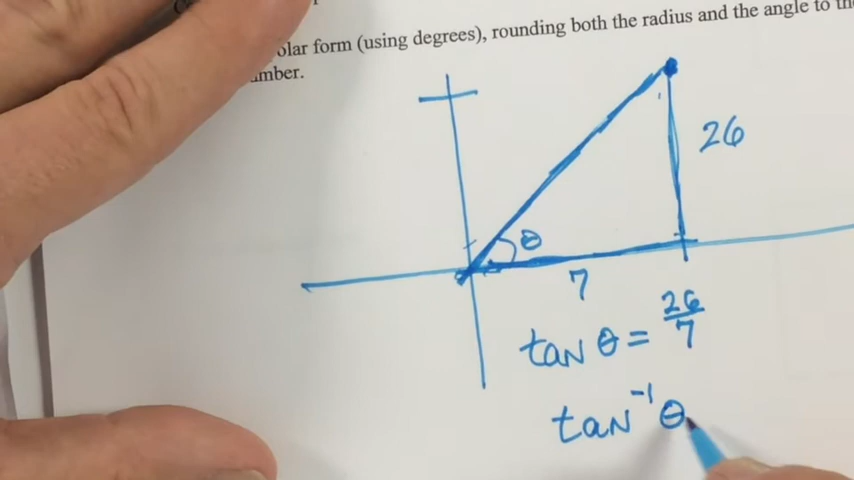 olar form (using degrees), rounding both the radius and the angle to
umber.
26
θ
7
tan θ = 26/7
tan⁻¹ θ